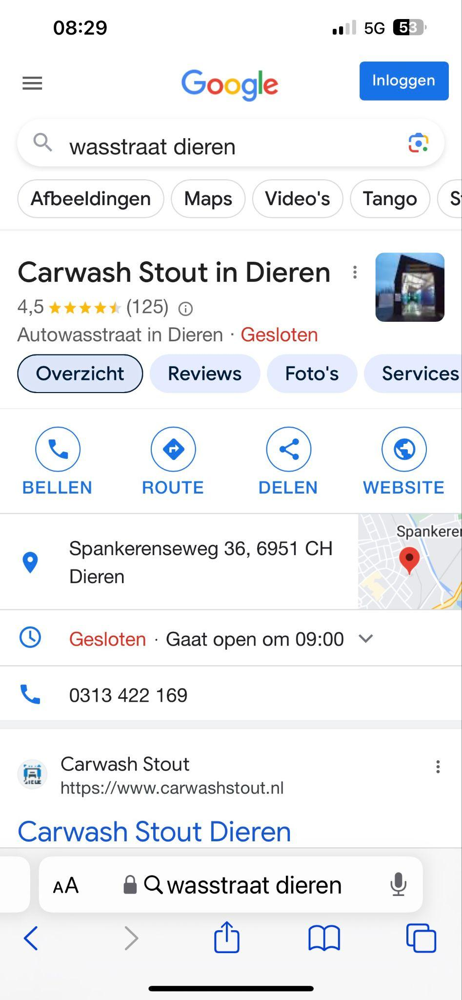 08:29
5G 53
Google
Inloggen
wasstraat dieren
Afbeeldingen Maps Video's Tango
Carwash Stout in Dieren
4,5 (125)
Autowasstraat in Dieren · Gesloten
Overzicht Reviews Foto's Services
BELLEN ROUTE DELEN WEBSITE
Spankerenseweg 36, 6951 CH
Dieren
Gesloten · Gaat open om 09:00
0313 422 169
Carwash Stout
https://www.carwashstout.nl
Carwash Stout Dieren
AA wasstraat dieren